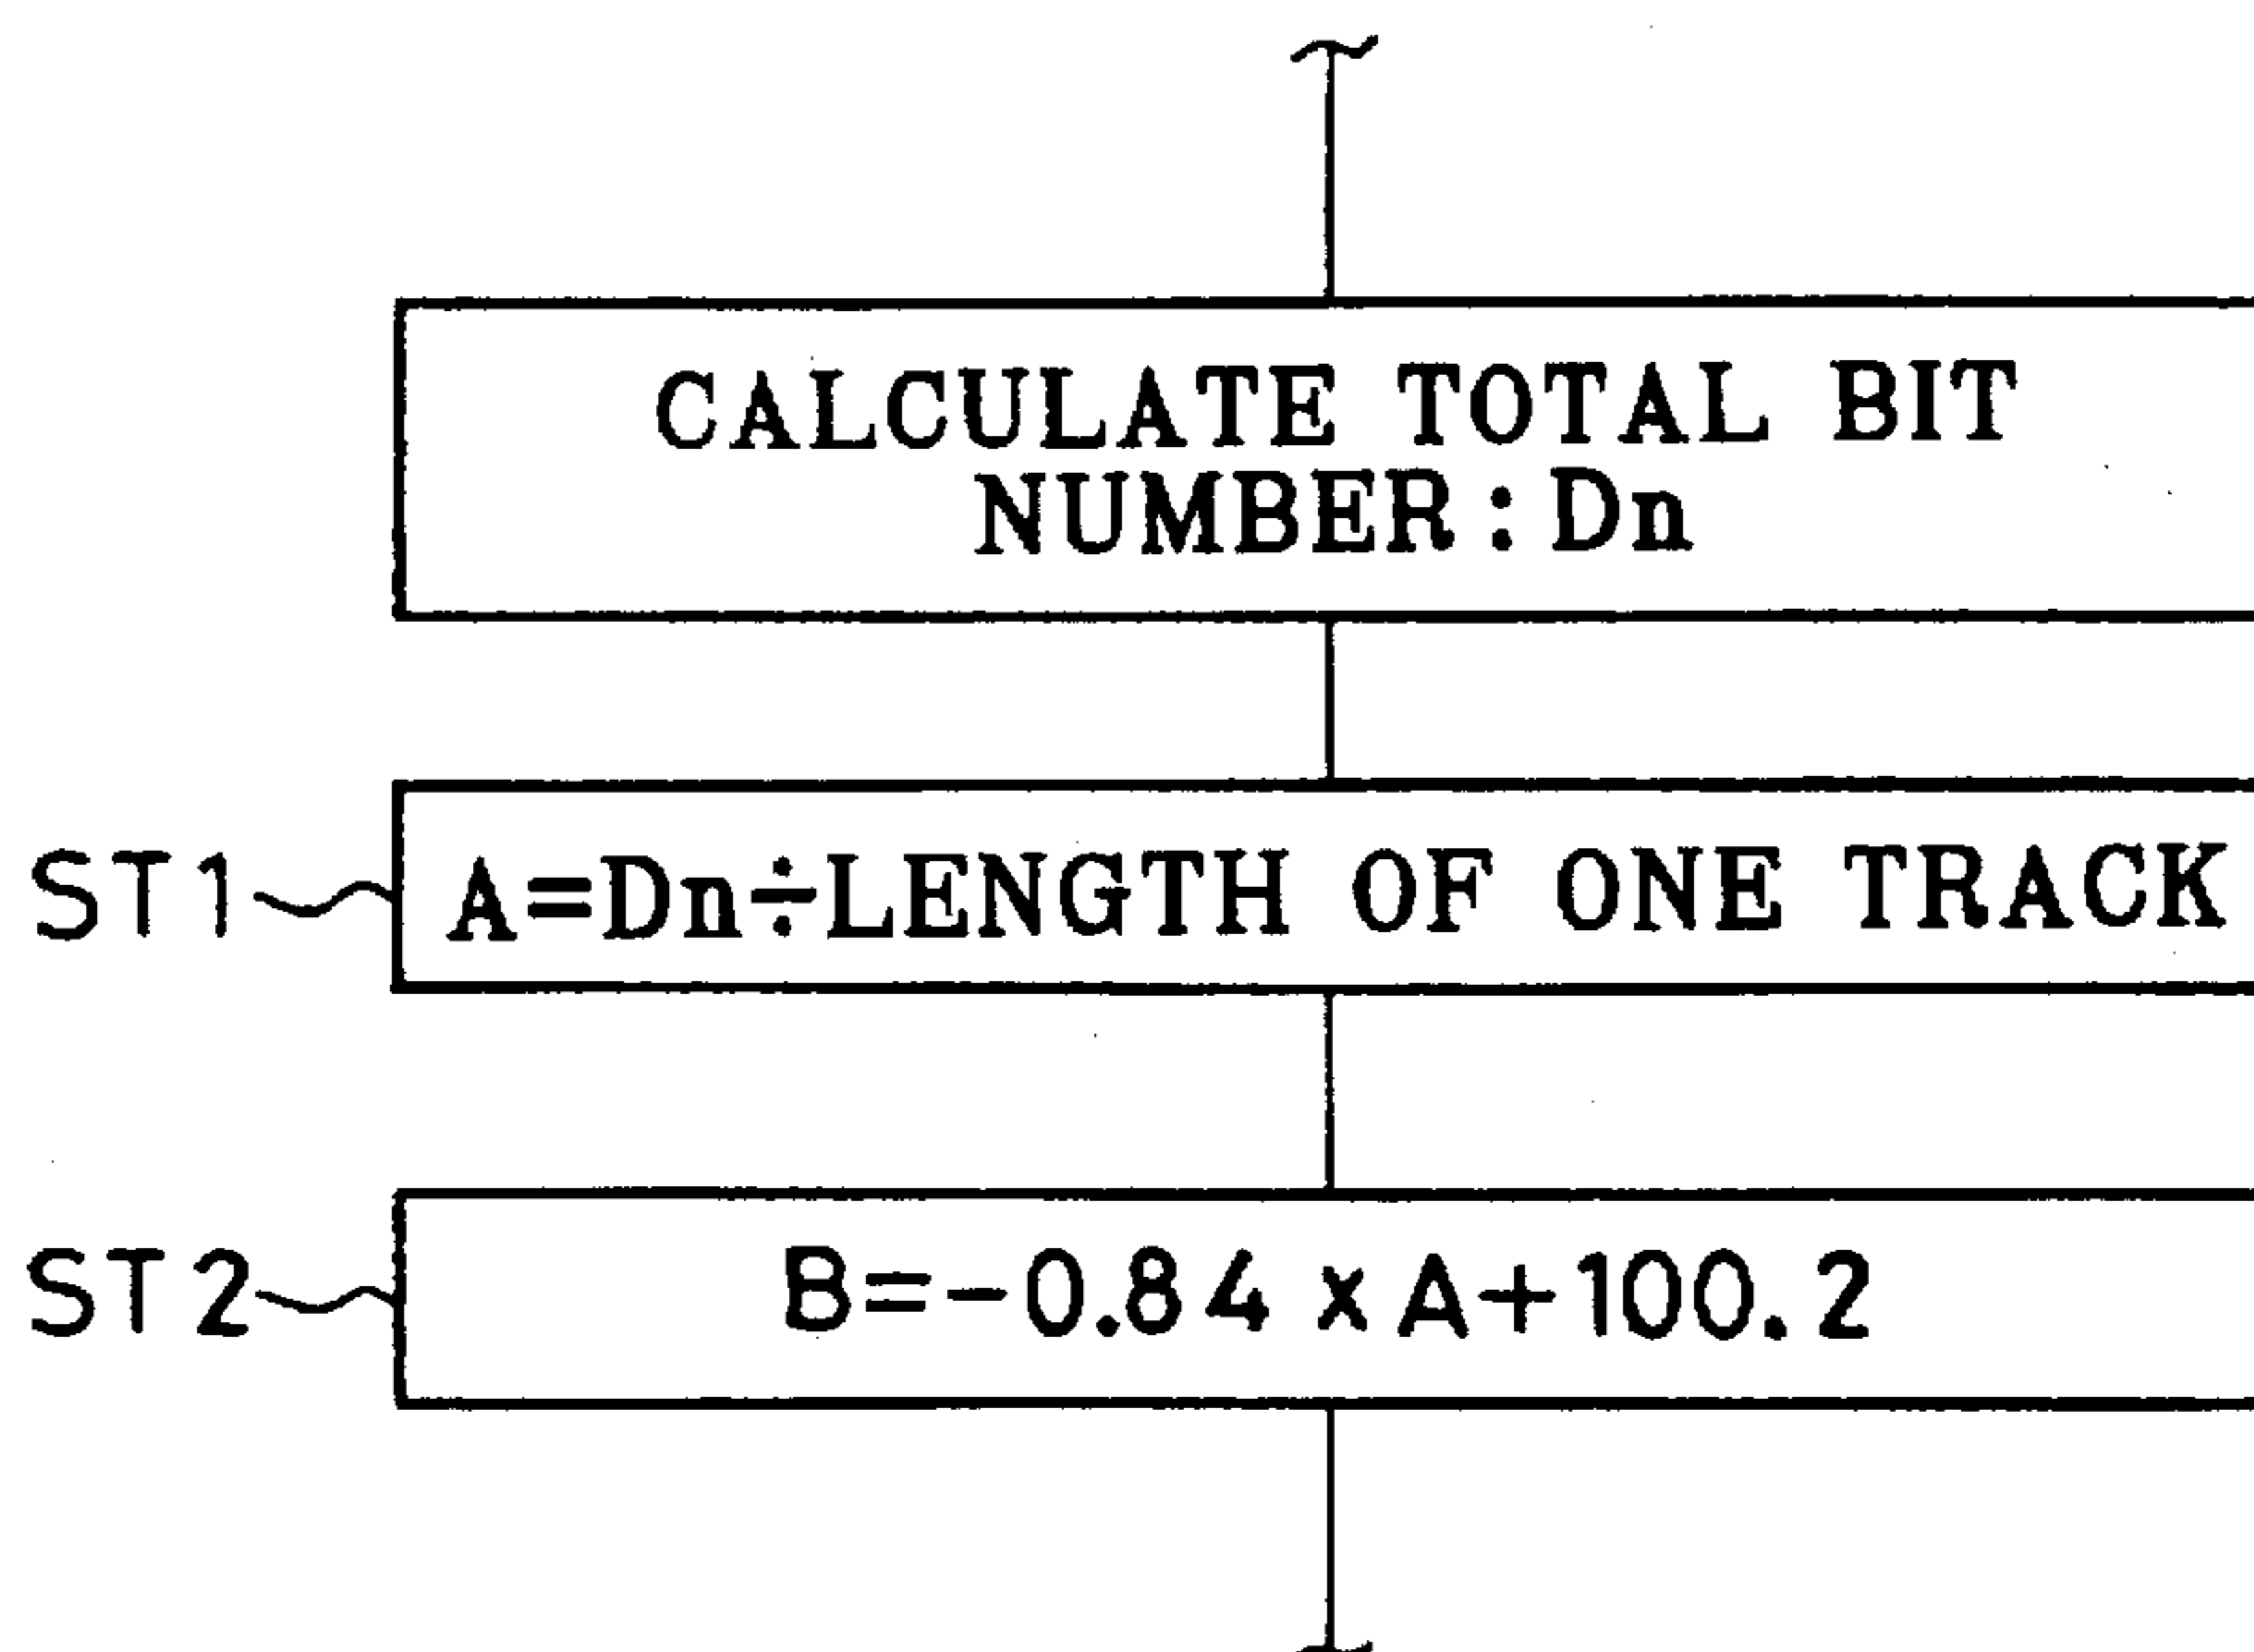 CALCULATE TOTAL BIT
NUMBER:Dn
ST1 A=Dn÷LENGTH OF ONE TRACK
ST2 B=-0.84×A+100.2